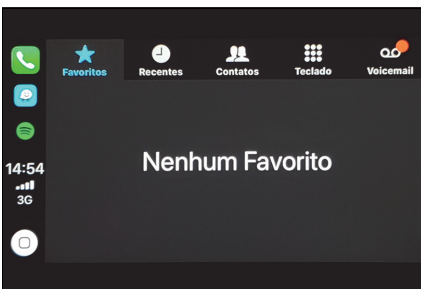 Favoritos
Recentes
Contatos
Teclado
Voicemail
Nenhum Favorito
14:54
3G